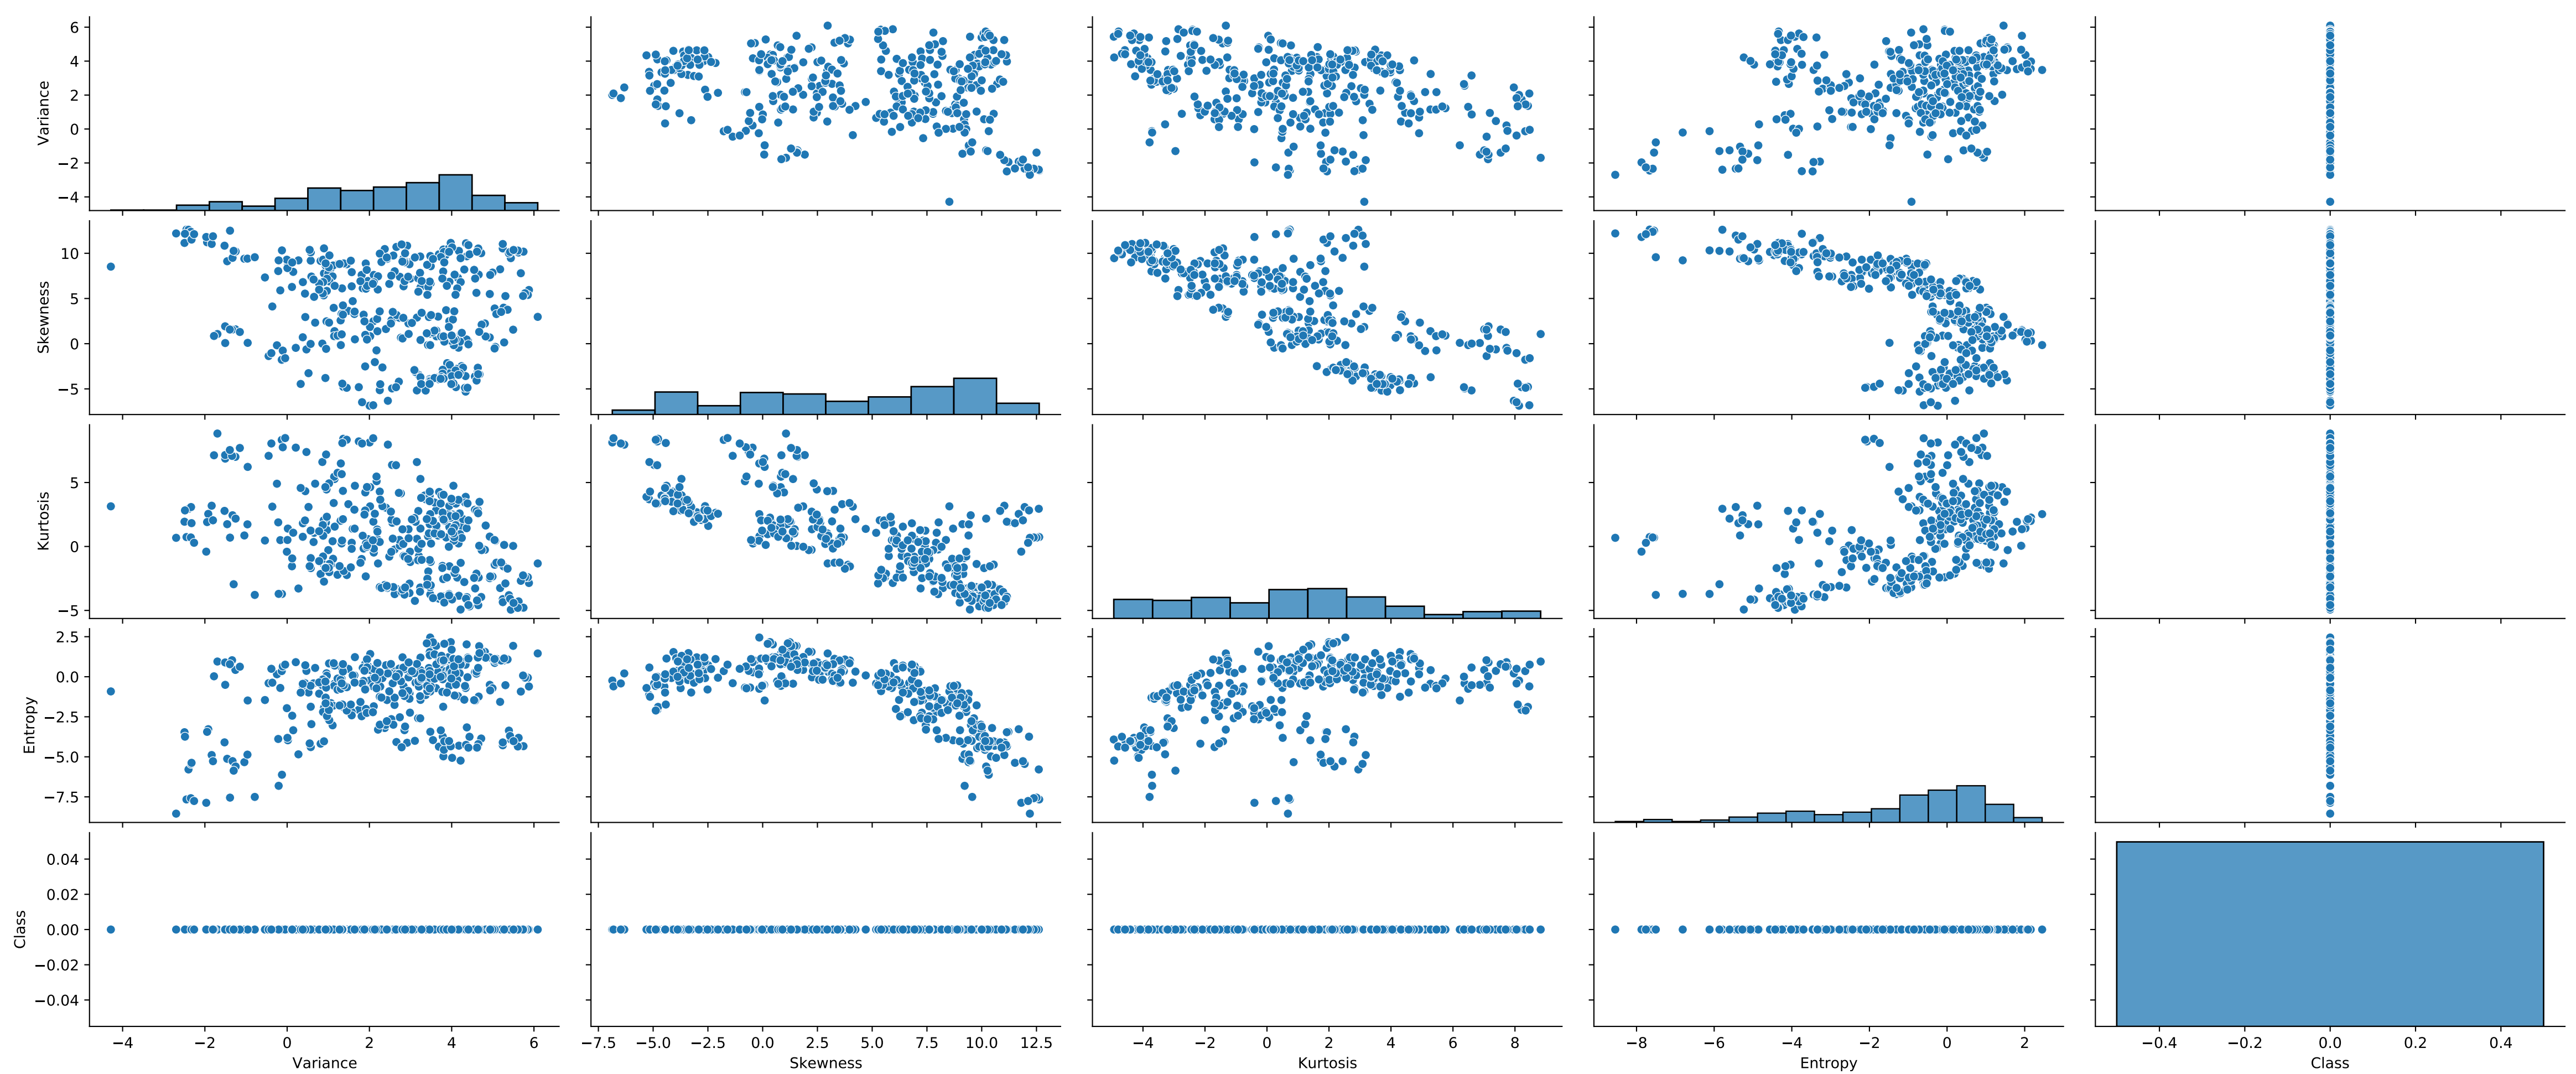 6
4
2
0
−2
−4
Variance
10
5
0
−5
Skewness
5
0
−5
Kurtosis
2.5
0.0
−2.5
−5.0
−7.5
Entropy
0.04
0.02
0.00
−0.02
−0.04
Class
−4 −2 0 2 4 6
Variance
−7.5 −5.0 −2.5 0.0 2.5 5.0 7.5 10.0 12.5
Skewness
−4 −2 0 2 4 6 8
Kurtosis
−8 −6 −4 −2 0 2
Entropy
−0.4 −0.2 0.0 0.2 0.4
Class